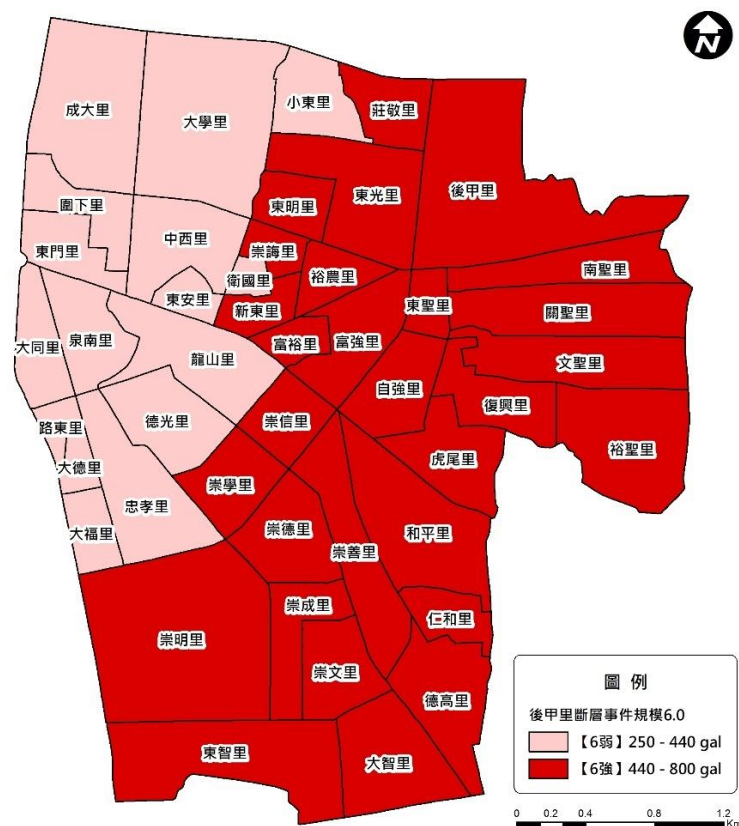 N
成大里
大學里
小東里
莊敬里
後甲里
東光里
東明里
圍下里
東門里
中西里
崇誨里
衛國里
裕農里
南聖里
東安里
新東里
東聖里
關聖里
大同里
泉南里
龍山里
富裕里
富強里
文聖里
自強里
復興里
裕聖里
路東里
德光里
崇信里
大德里
虎尾里
忠孝里
崇學里
大福里
崇德里
崇善里
和平里
崇明里
崇成里
仁和里
崇文里
德高里
東智里
大智里
圖 例
後甲里斷層事件規模6.0
【6弱】250 - 440 gal
【6強】440 - 800 gal
0 0.2 0.4 0.8 1.2
Km